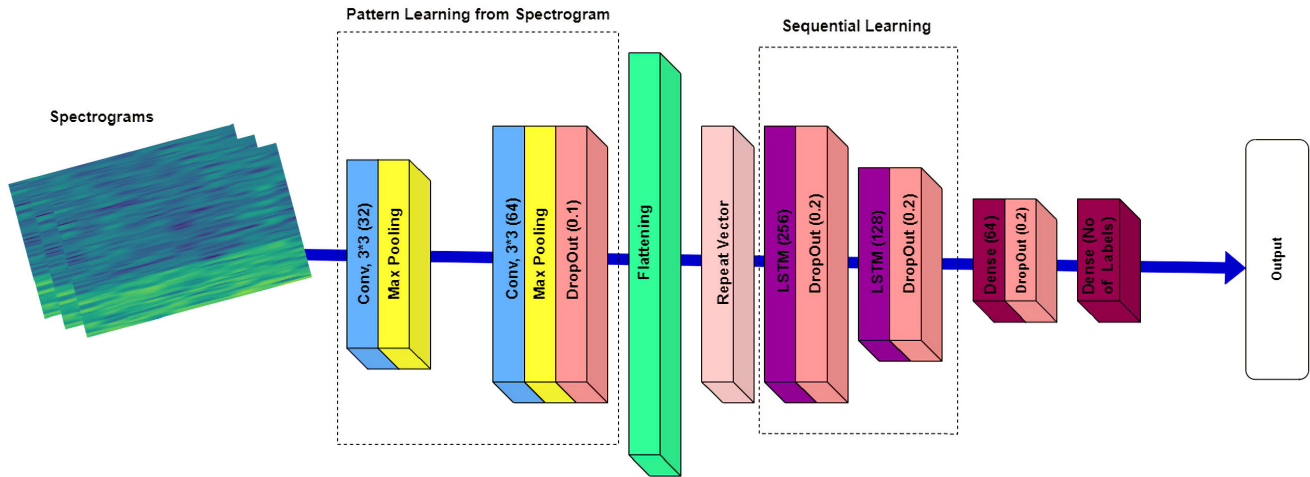 Pattern Learning from Spectrogram
Sequential Learning
Spectrograms
Conv, 3*3 (32)
Max Pooling
Conv, 3*3 (64)
Max Pooling
DropOut (0.1)
Flattening
Repeat Vector
LSTM (256)
DropOut (0.2)
LSTM (128)
DropOut (0.2)
Dense (64)
DropOut (0.2)
Dense (No
of Labels)
Output